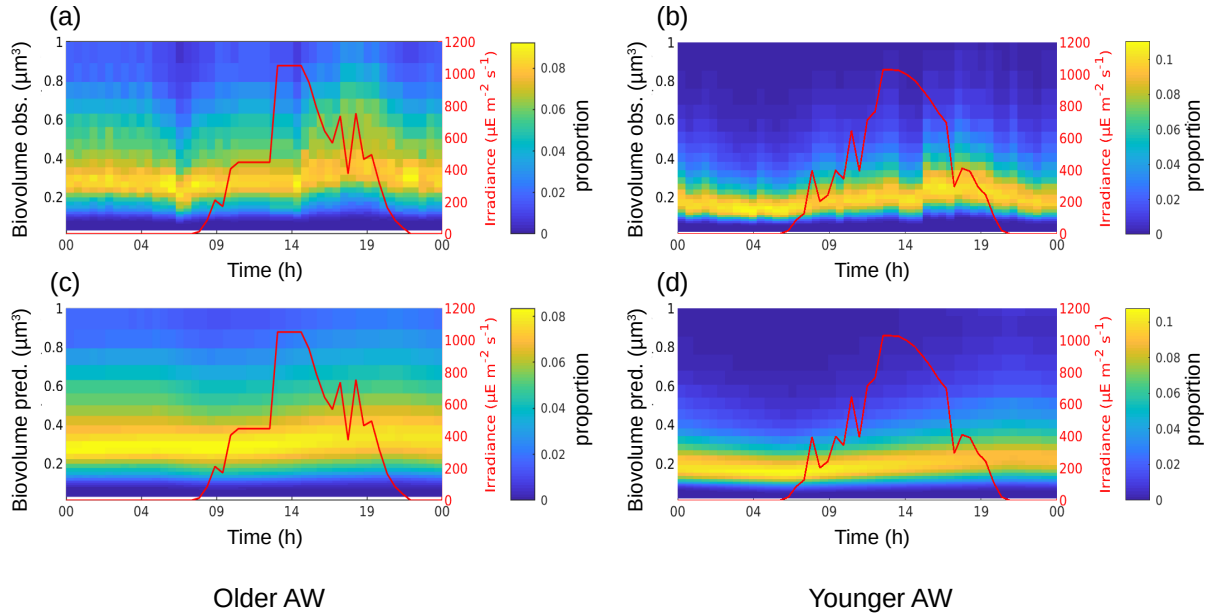 (a)
Biovolume obs. (µm³)
1
0.8
0.6
0.4
0.2
00 04 09 14 19 00
Time (h)
1200
1000
800
600
400
200
0
Irradiance (µE m⁻² s⁻¹)
0.08
0.06
0.04
0.02
0
proportion
(b)
Biovolume obs. (µm³)
1
0.8
0.6
0.4
0.2
00 04 09 14 19 00
Time (h)
1200
1000
800
600
400
200
0
Irradiance (µE m⁻² s⁻¹)
0.1
0.08
0.06
0.04
0.02
0
proportion
(c)
Biovolume pred. (µm³)
1
0.8
0.6
0.4
0.2
00 04 09 14 19 00
Time (h)
1200
1000
800
600
400
200
0
Irradiance (µE m⁻² s⁻¹)
0.08
0.06
0.04
0.02
0
proportion
(d)
Biovolume pred. (µm³)
1
0.8
0.6
0.4
0.2
00 04 09 14 19 00
Time (h)
1200
1000
800
600
400
200
0
Irradiance (µE m⁻² s⁻¹)
0.1
0.08
0.06
0.04
0.02
0
proportion
Older AW
Younger AW